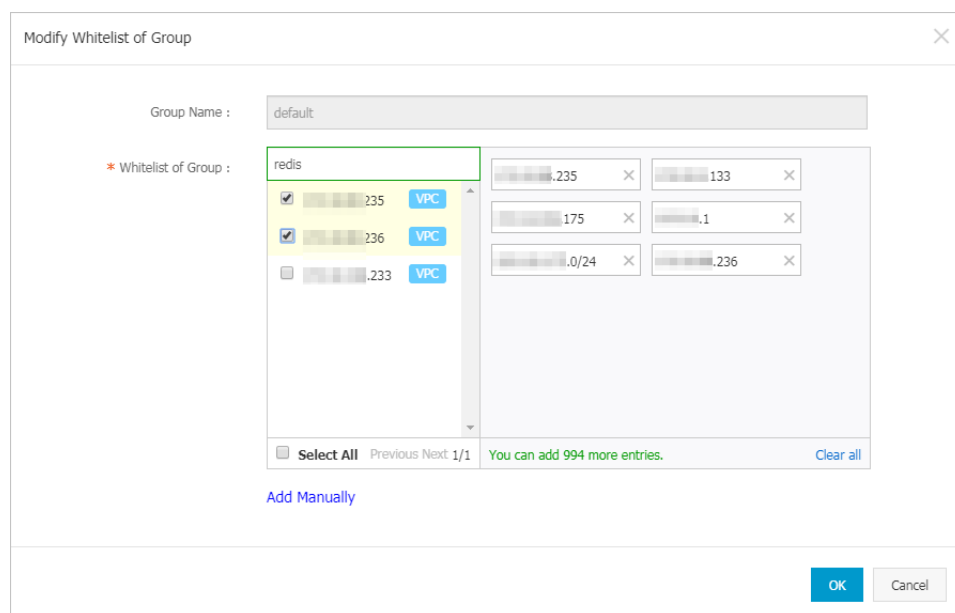 Modify Whitelist of Group
Group Name :
default
* Whitelist of Group :
redis
235 VPC
236 VPC
.233 VPC
.235
133
175
.1
.0/24
.236
Select All Previous Next 1/1
You can add 994 more entries.
Clear all
Add Manually
OK
Cancel